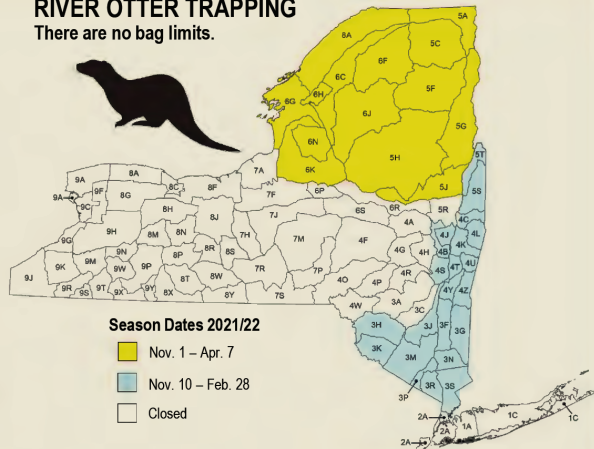 RIVER OTTER TRAPPING
There are no bag limits.
5A
6A
5C
6F
6C
5F
6G
6H
6J
5G
6N
5H
6K
5J
5T
5S
7A
8A
9A
9F
8C
8F
7F
6P
9A
9C
8G
6S
6R
5R
8H
8J
7J
4A
4C
9G
9H
8M
8N
7H
7M
4F
4J
4L
4G
4H
4B
4K
9N
8P
8R
8S
9K
9M
9W
9P
7R
7P
4R
4S
4T
4U
9J
8T
8W
4O
4P
9R
9S
9T
9X
9Y
8X
8Y
7S
3A
4Y
4Z
4W
3C
Season Dates 2021/22
3H
3J
3F
3G
Nov. 1 – Apr. 7
3K
3M
3N
Nov. 10 – Feb. 28
3R
3S
3P
Closed
2A
1C
1C
2A
1A
2A